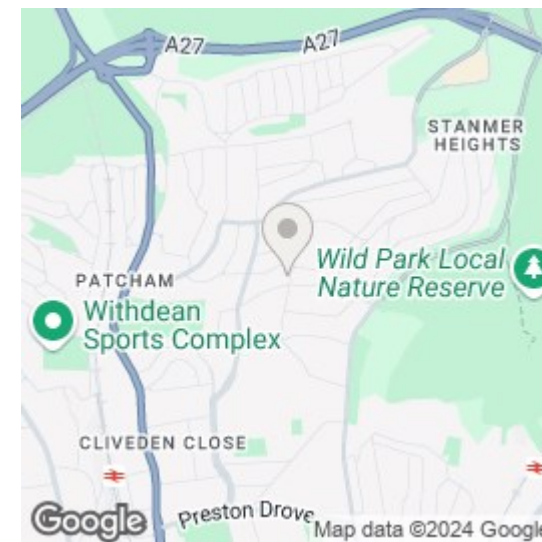 A27
A27
STANMER
HEIGHTS
Wild Park Local
Nature Reserve
PATCHAM
Withdean
Sports Complex
CLIVEDEN CLOSE
Preston Drove
Google
Map data ©2024 Google